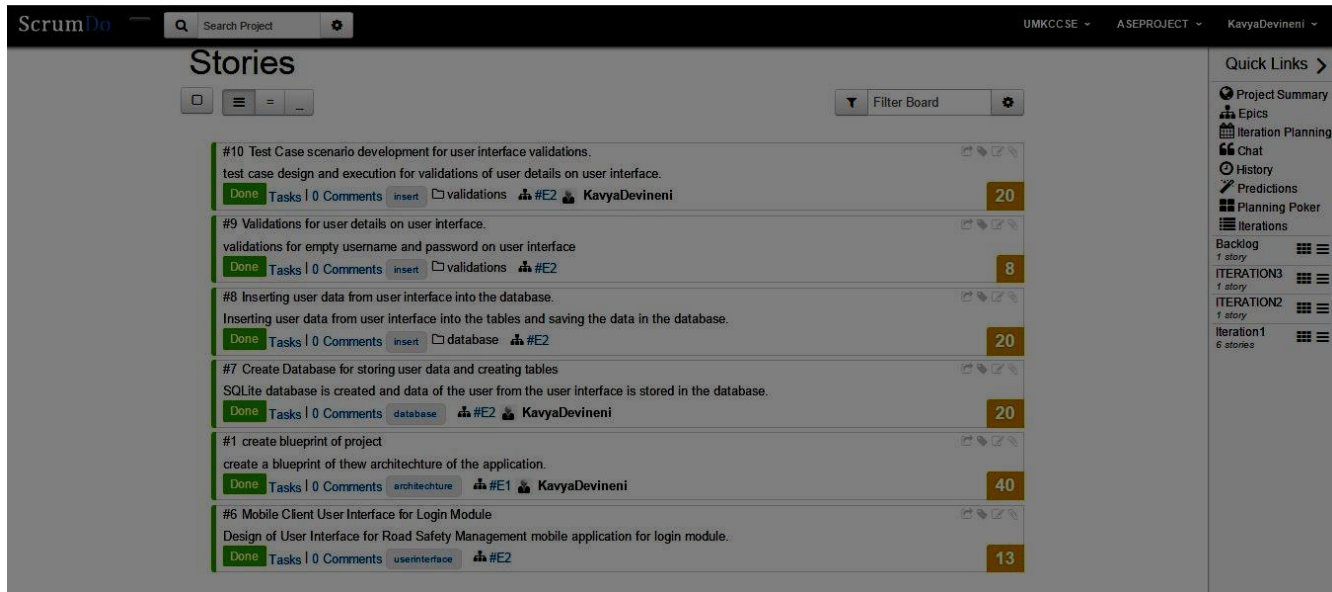 ScrumDo Search Project UMKCCSE ASEPROJECT KavyaDevineni
Stories
Filter Board
#10 Test Case scenario development for user interface validations.
test case design and execution for validations of user details on user interface.
Done Tasks | 0 Comments insert validations #E2 KavyaDevineni 20
#9 Validations for user details on user interface.
validations for empty username and password on user interface
Done Tasks | 0 Comments insert validations #E2 8
#8 Inserting user data from user interface into the database.
Inserting user data from user interface into the tables and saving the data in the database.
Done Tasks | 0 Comments insert database #E2 20
#7 Create Database for storing user data and creating tables
SQLite database is created and data of the user from the user interface is stored in the database.
Done Tasks | 0 Comments database #E2 KavyaDevineni 20
#1 create blueprint of project
create a blueprint of thew architechture of the application.
Done Tasks | 0 Comments architechture #E1 KavyaDevineni 40
#6 Mobile Client User Interface for Login Module
Design of User Interface for Road Safety Management mobile application for login module.
Done Tasks | 0 Comments userinterface #E2 13
Quick Links
Project Summary
Epics
Iteration Planning
Chat
History
Predictions
Planning Poker
Iterations
Backlog
1 story
ITERATION3
1 story
ITERATION2
1 story
Iteration1
6 stories